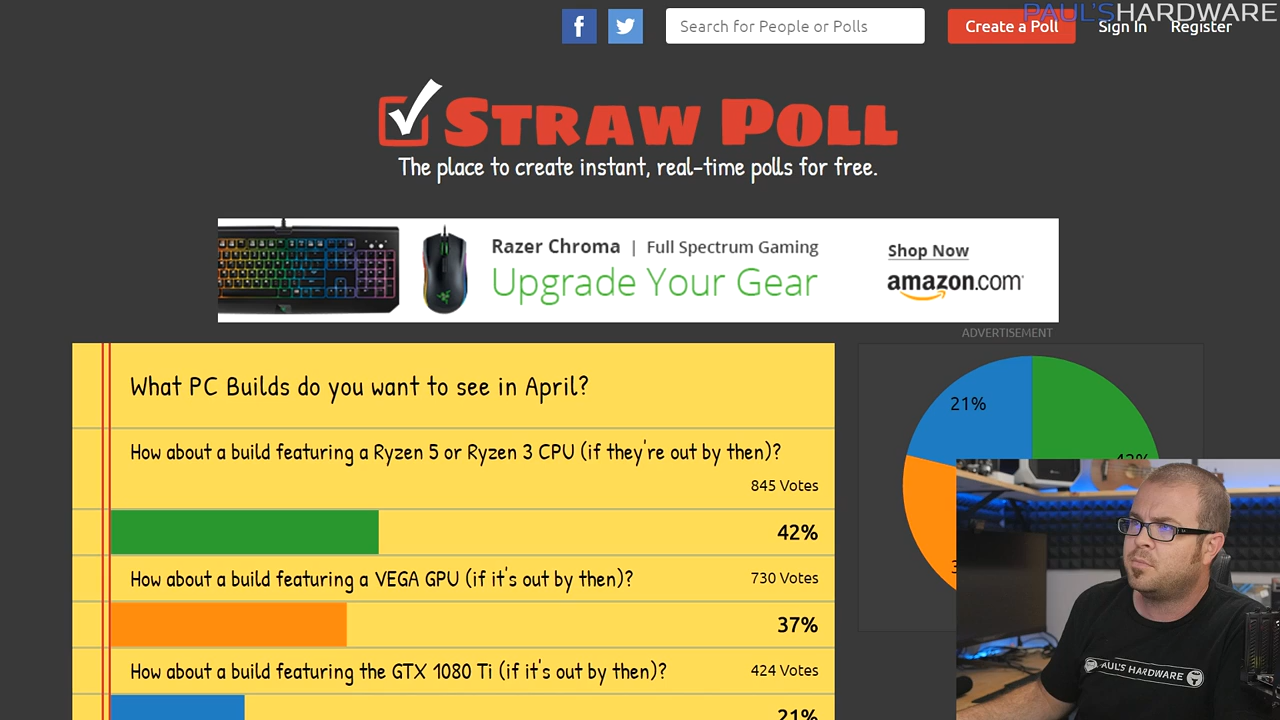 PAUL'SHARDWARE
f
Search for People or Polls
Create a Poll
Sign In
Register
STRAW POLL
The place to create instant, real-time polls for free.
Razer Chroma | Full Spectrum Gaming
Upgrade Your Gear
Shop Now
amazon.com
ADVERTISEMENT
What PC Builds do you want to see in April?
How about a build featuring a Ryzen 5 or Ryzen 3 CPU (if they're out by then)?
845 Votes
42%
How about a build featuring a VEGA GPU (if it's out by then)?
730 Votes
37%
How about a build featuring the GTX 1080 Ti (if it's out by then)?
424 Votes
21%
21%
42%
PAUL'S HARDWARE